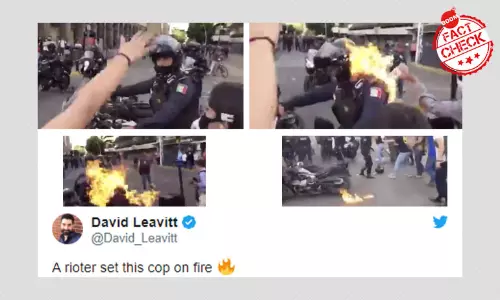 BOOM
FACT
CHECK
David Leavitt
@David_Leavitt
A rioter set this cop on fire 🔥